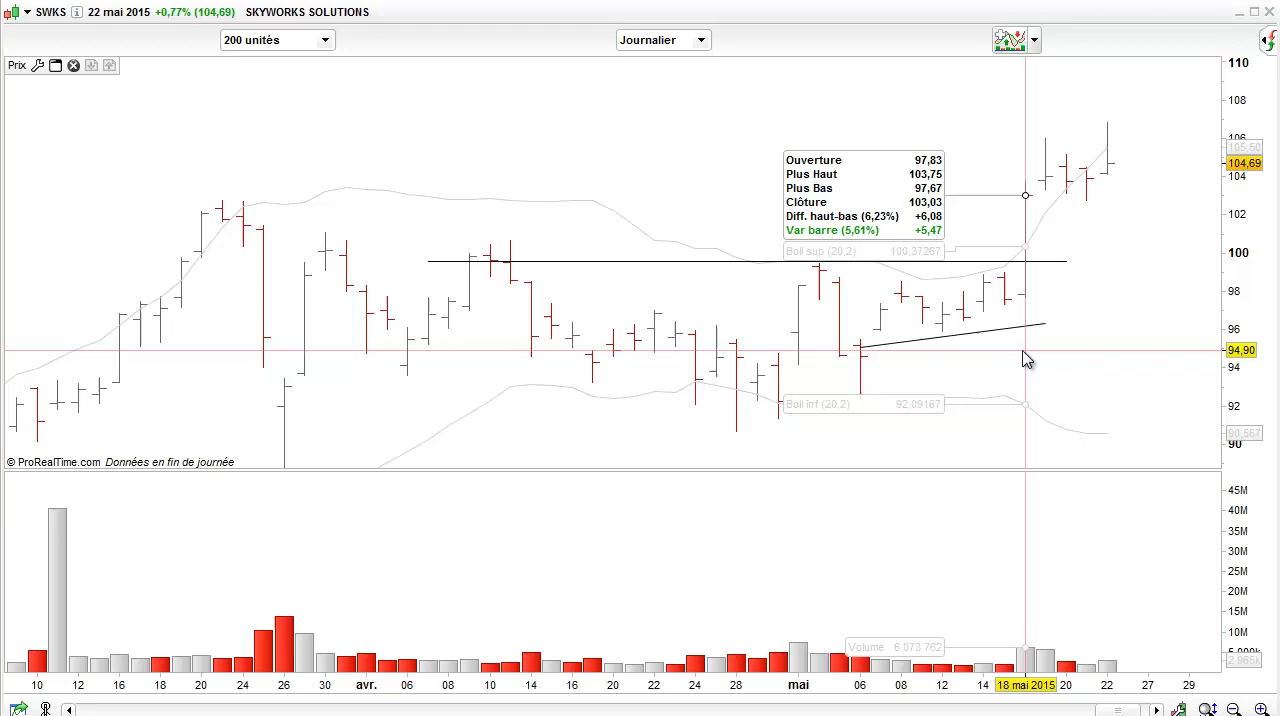 SWKS i 22 mai 2015 +0,77% (104,69) SKYWORKS SOLUTIONS
200 unités
Journalier
Prix
110
108
106
105,50
104,69
104
102
100
98
96
94,90
94
92
90,567
90
Ouverture 97,83
Plus Haut 103,75
Plus Bas 97,67
Clôture 103,03
Diff. haut-bas (6,23%) +6,08
Var barre (5,61%) +5,47
Boll sup (20,2) 100,37267
Boll inf (20,2) 92,09167
© ProRealTime.com Données en fin de journée
45M
40M
35M
30M
25M
20M
15M
10M
2 965k
Volume 6 073 762
10 12 16 18 20 24 26 30 avr. 06 08 10 14 16 20 22 24 28 mai 06 08 12 14 18 mai 2015 20 22 27 29